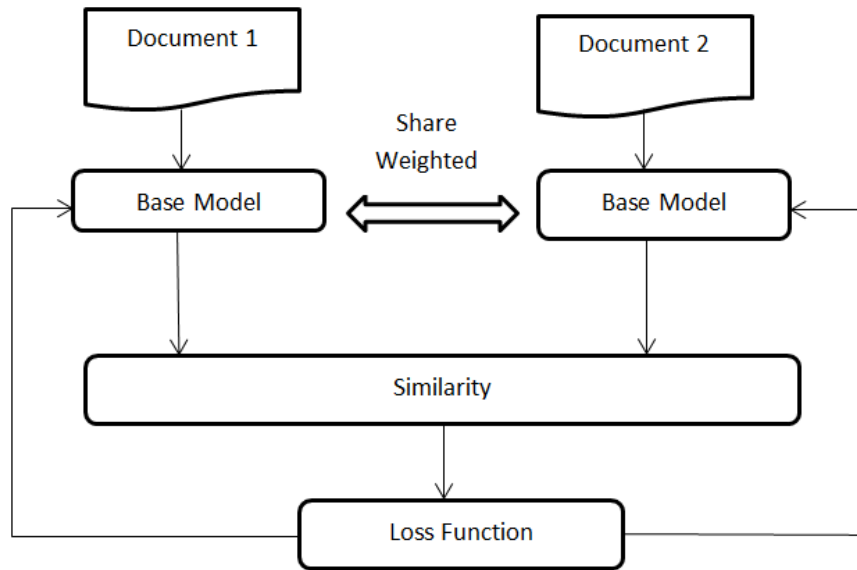 Document 1
Document 2
Share
Weighted
Base Model
Base Model
Similarity
Loss Function